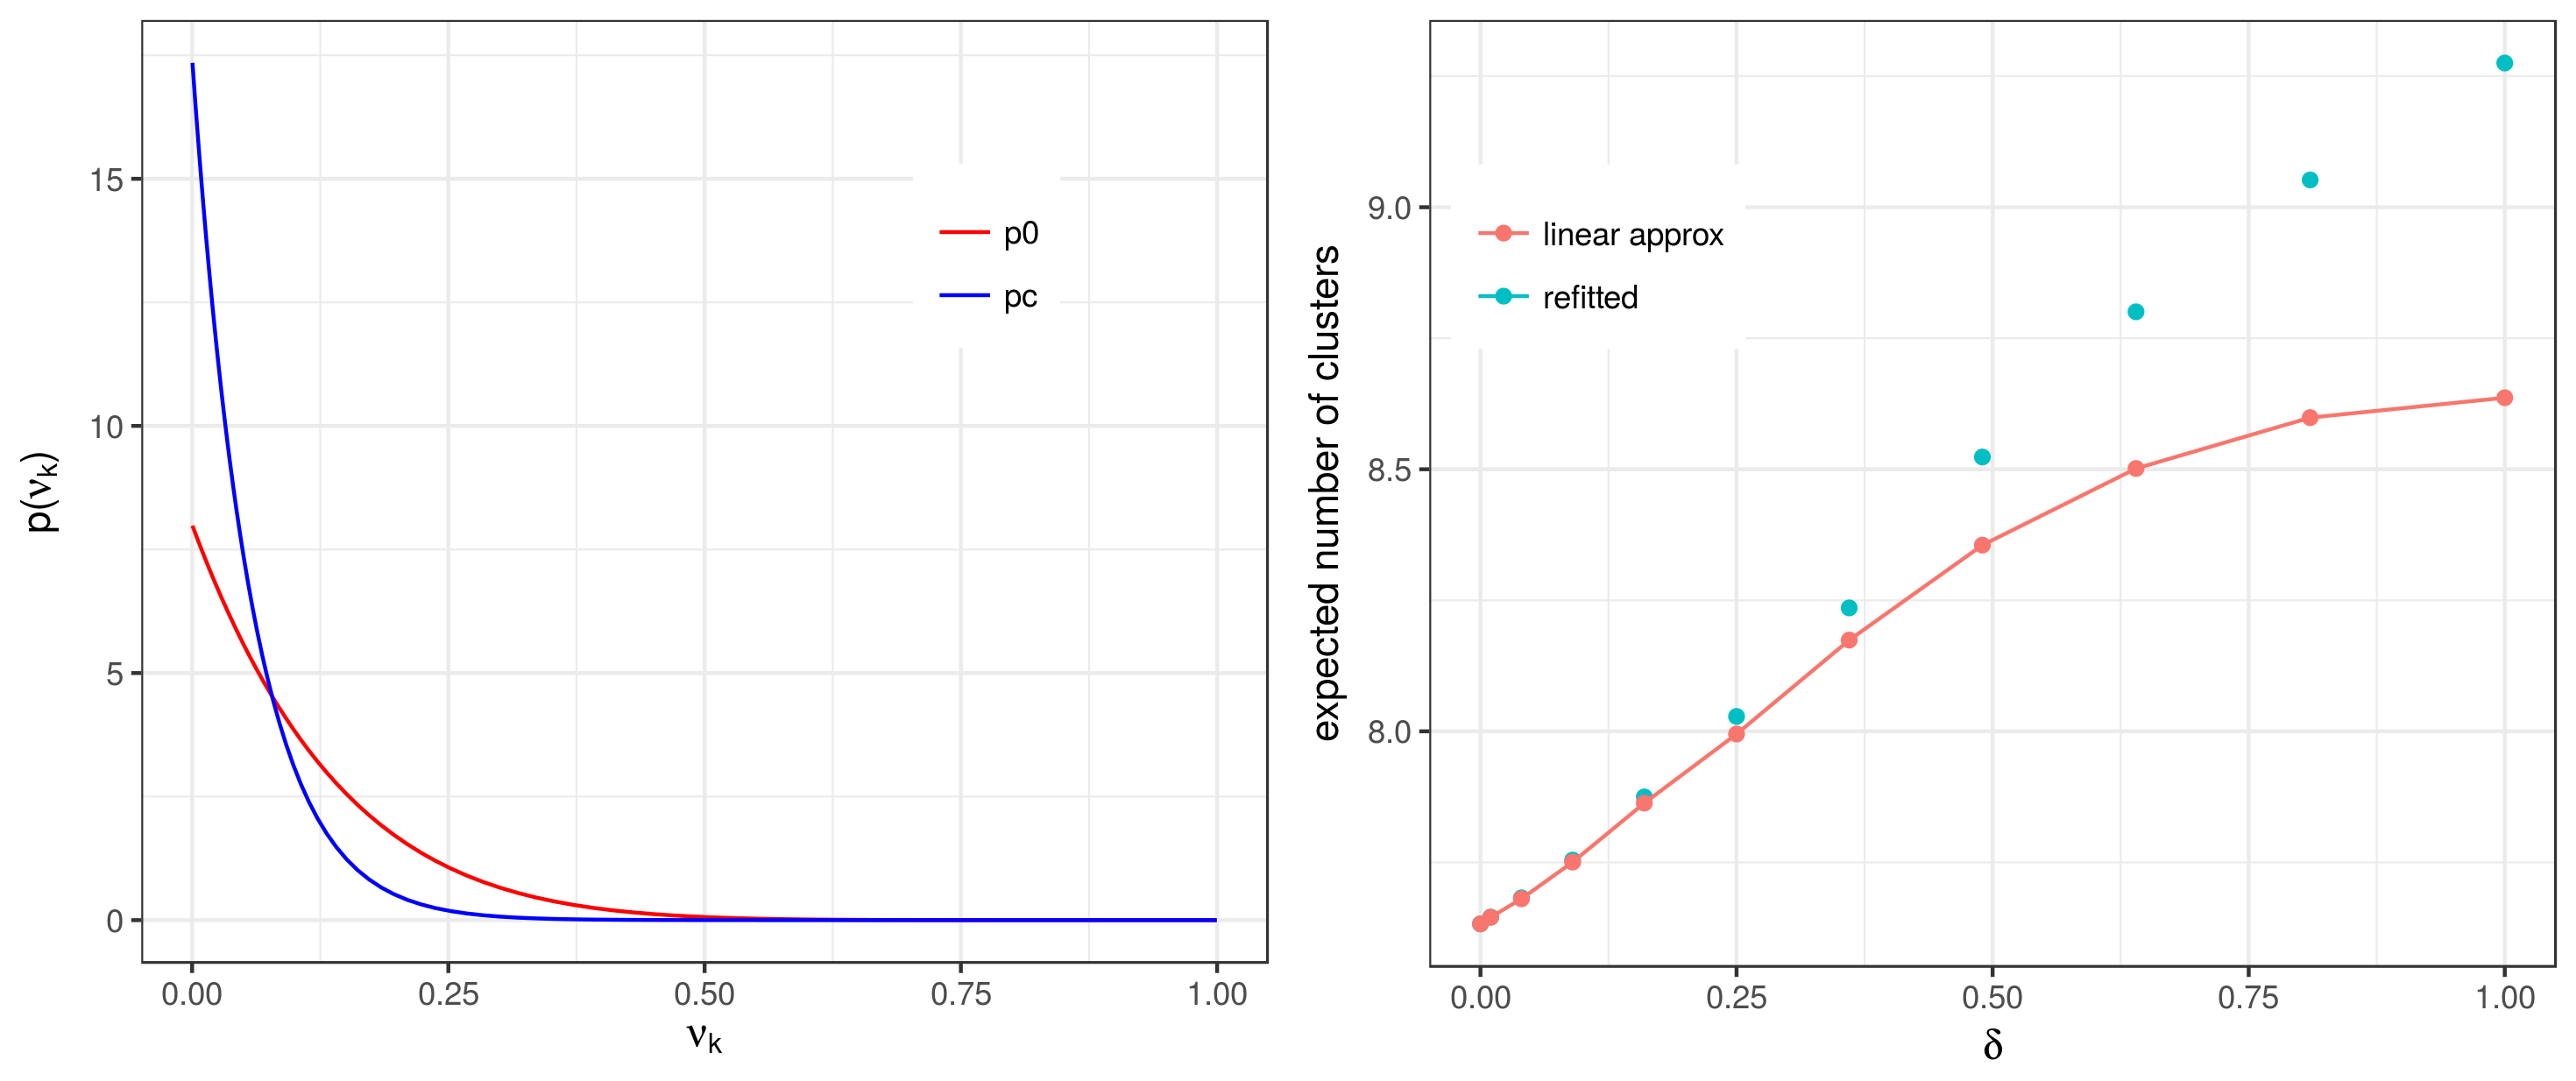 p(νk)
15
10
5
0
p0
pc
0.00 0.25 0.50 0.75 1.00
νk
expected number of clusters
9.0
8.5
8.0
linear approx
refitted
0.00 0.25 0.50 0.75 1.00
δ